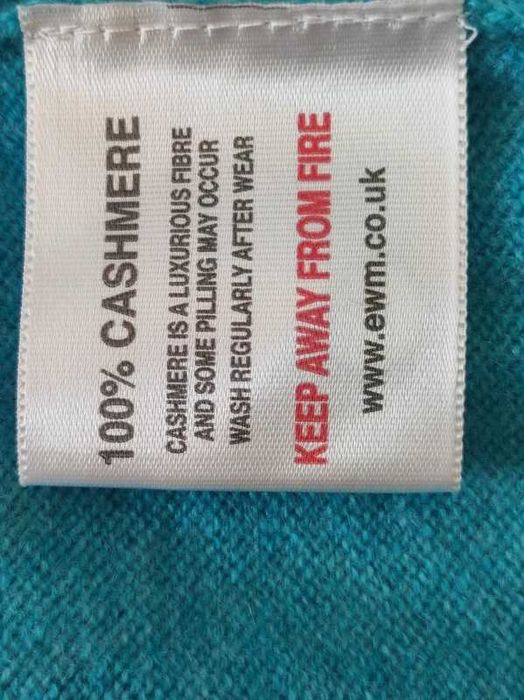 100% CASHMERE
CASHMERE IS A LUXURIOUS FIBRE
AND SOME PILLING MAY OCCUR
WASH REGULARLY AFTER WEAR
KEEP AWAY FROM FIRE
www.ewm.co.uk